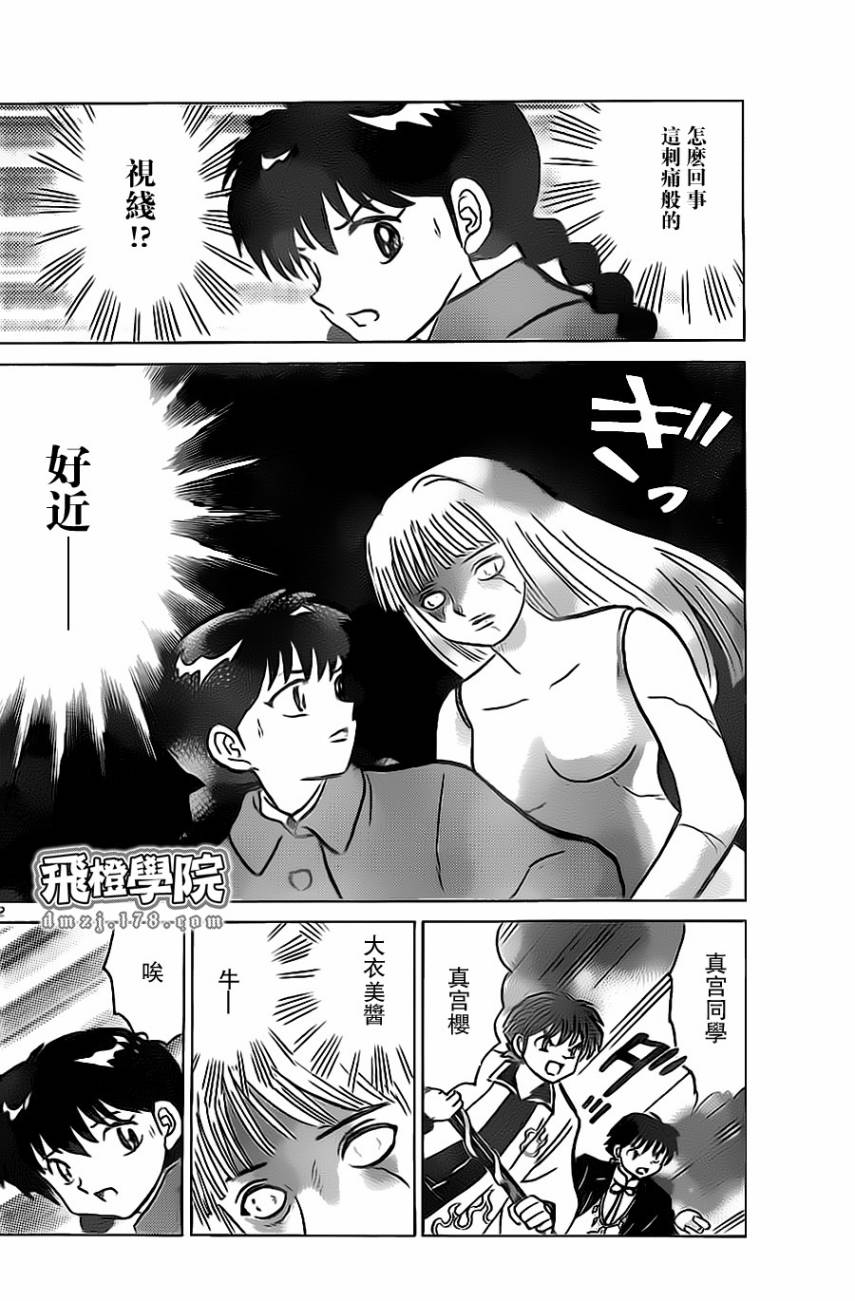 怎麼回事
這刺痛般的
視綫!?
ギ
ッ
好近
——
真宮同學
真宮櫻
ダッ
大衣美醬
牛—
唉
飛橙學院
dmzj.178.com
2